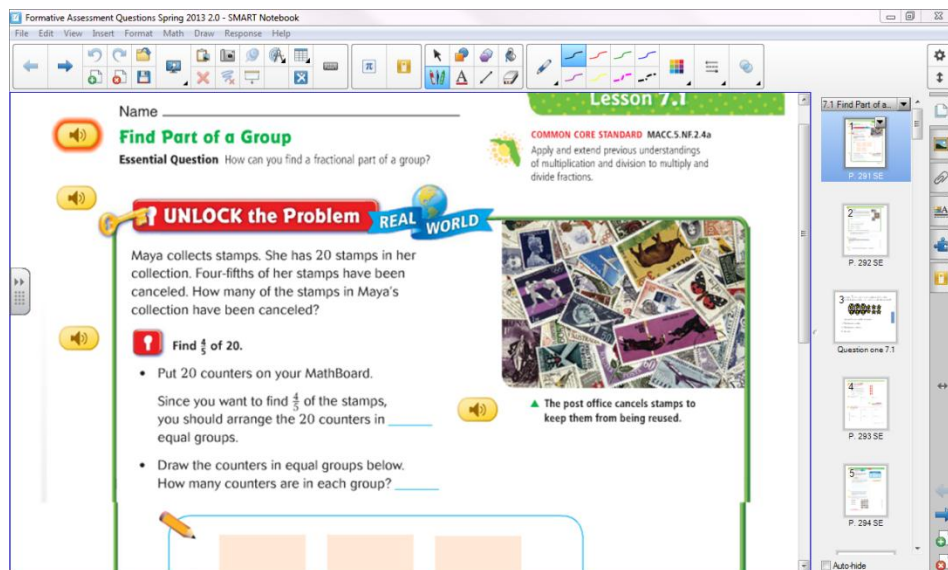 Formative Assessment Questions Spring 2013 2.0 - SMART Notebook
File Edit View Insert Format Math Draw Response Help
π
A
Lesson 7.1
Name
Find Part of a Group
Essential Question How can you find a fractional part of a group?
COMMON CORE STANDARD MACC.5.NF.2.4a
Apply and extend previous understandings
of multiplication and division to multiply and
divide fractions.
UNLOCK the Problem REAL WORLD
Maya collects stamps. She has 20 stamps in her
collection. Four-fifths of her stamps have been
canceled. How many of the stamps in Maya's
collection have been canceled?
Find 4/5 of 20.
• Put 20 counters on your MathBoard.
Since you want to find 4/5 of the stamps,
you should arrange the 20 counters in ______
equal groups.
• Draw the counters in equal groups below.
How many counters are in each group? ______
▲ The post office cancels stamps to
keep them from being reused.
POLSKA
7.1 Find Part of a..
1
P. 291 SE
2
P. 292 SE
3
Question one 7.1
4
P. 293 SE
5
P. 294 SE
Auto-hide